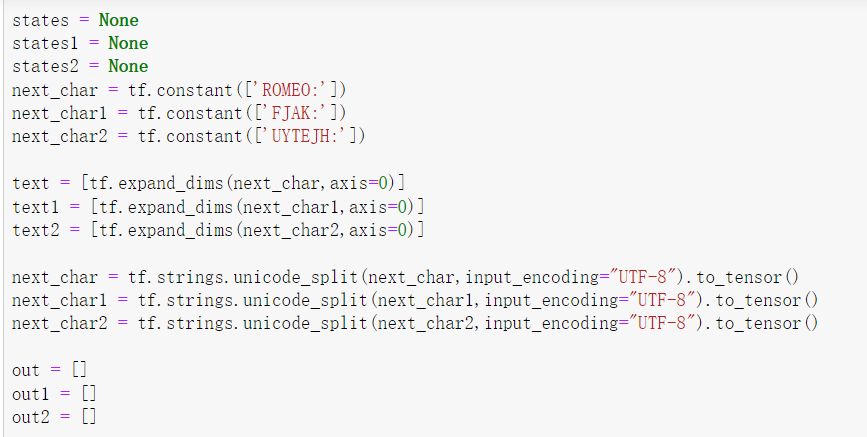 states = None
states1 = None
states2 = None
next_char = tf.constant(['ROMEO:'])
next_char1 = tf.constant(['FJAK:'])
next_char2 = tf.constant(['UYTEJH:'])
text = [tf.expand_dims(next_char,axis=0)]
text1 = [tf.expand_dims(next_char1,axis=0)]
text2 = [tf.expand_dims(next_char2,axis=0)]
next_char = tf.strings.unicode_split(next_char,input_encoding="UTF-8").to_tensor()
next_char1 = tf.strings.unicode_split(next_char1,input_encoding="UTF-8").to_tensor()
next_char2 = tf.strings.unicode_split(next_char2,input_encoding="UTF-8").to_tensor()
out = []
out1 = []
out2 = []